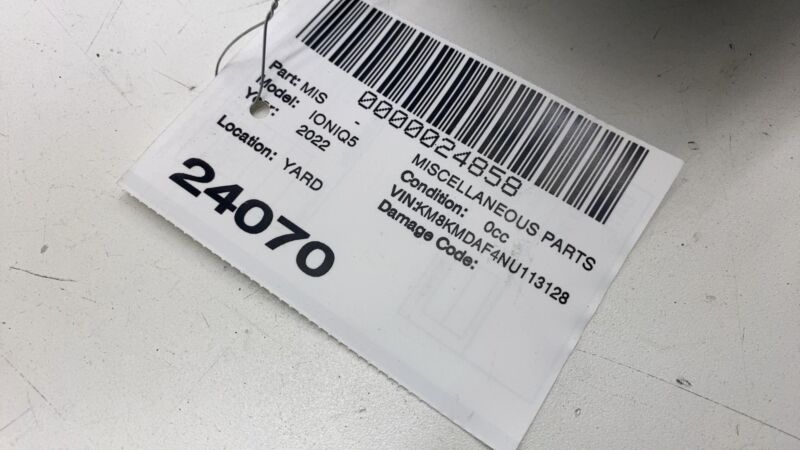 0000024858
Part: MIS -
MISCELLANEOUS PARTS
Model: IONIQ5
Condition: 0cc
Year: 2022
VIN:KM8KMDAF4NU113128
Damage Code:
Location: YARD
24070